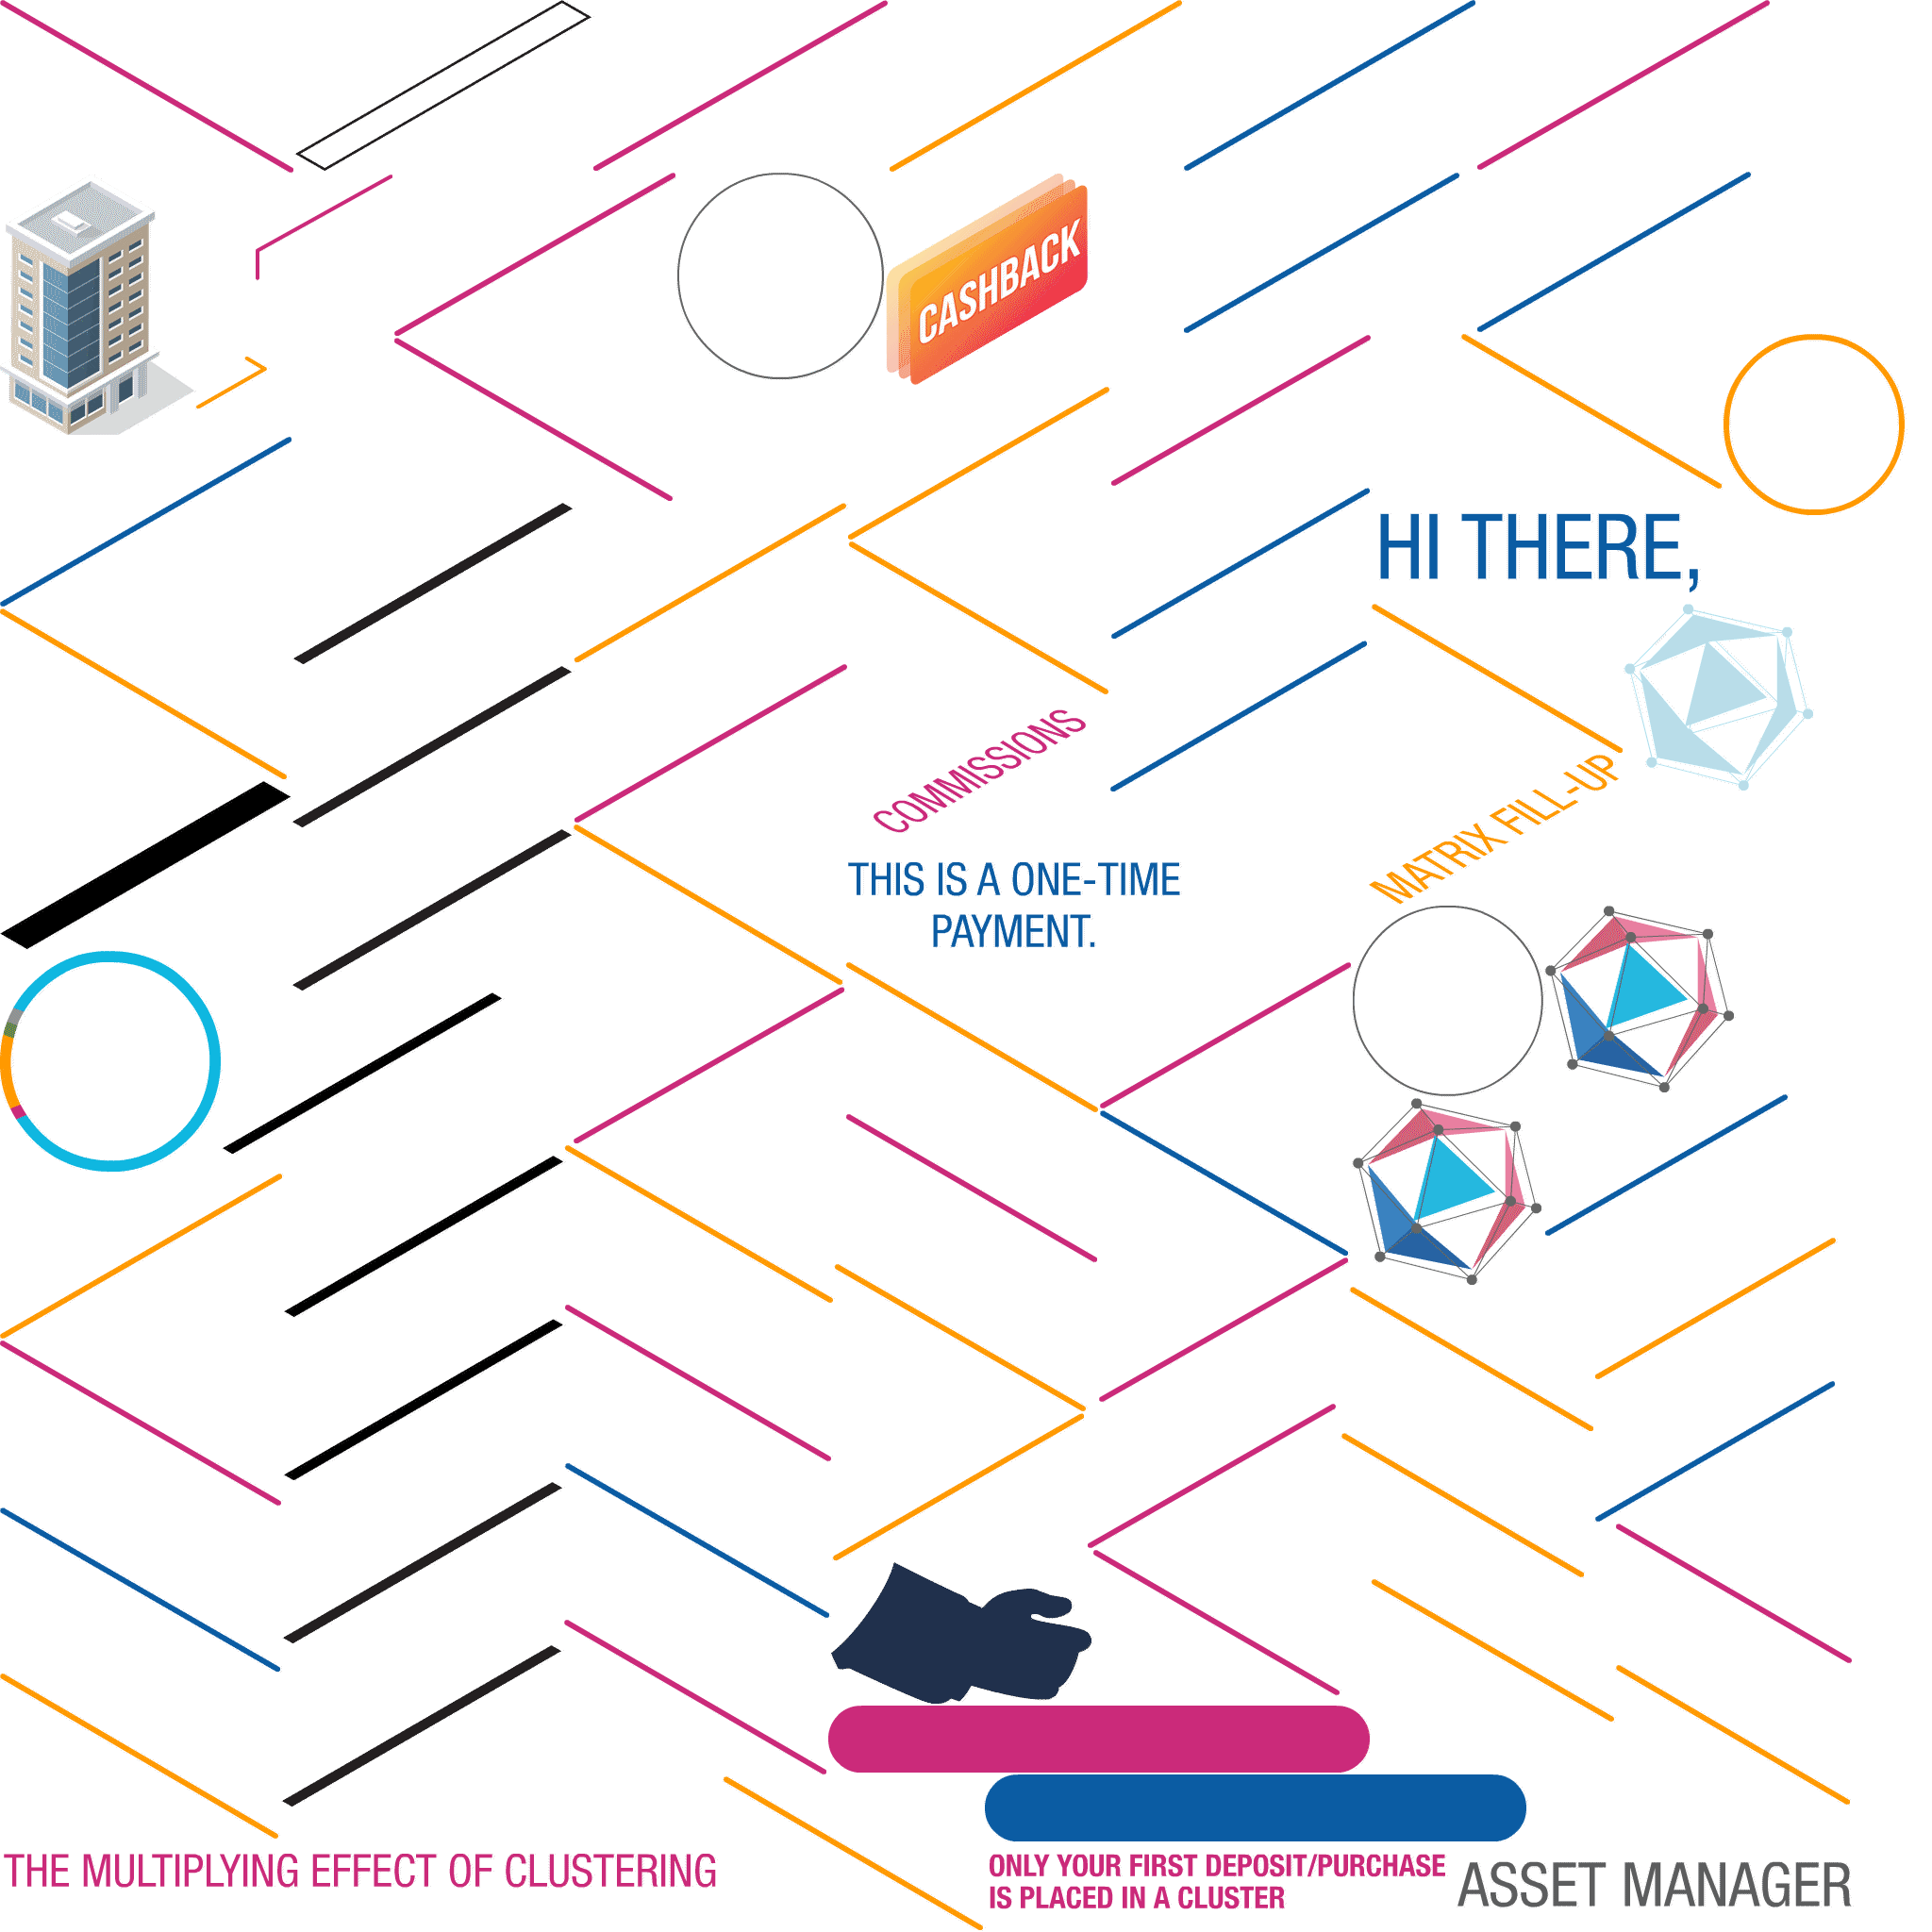 CASHBACK
HI THERE,
COMMISSIONS
MATRIX FILL-UP
THIS IS A ONE-TIME
PAYMENT.
THE MULTIPLYING EFFECT OF CLUSTERING
ONLY YOUR FIRST DEPOSIT/PURCHASE
IS PLACED IN A CLUSTER
ASSET MANAGER